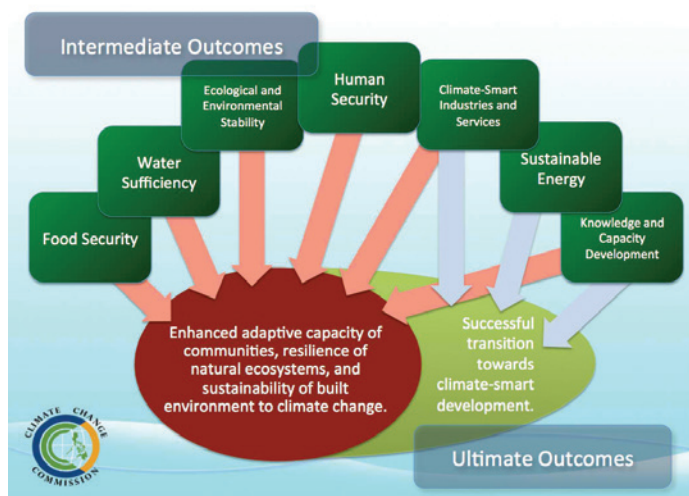 Intermediate Outcomes
Food Security
Water
Sufficiency
Ecological and
Environmental
Stability
Human
Security
Climate-Smart
Industries and
Services
Sustainable
Energy
Knowledge and
Capacity
Development
Enhanced adaptive capacity of
communities, resilience of
natural ecosystems, and
sustainability of built
environment to climate change.
Successful
transition
towards
climate-smart
development.
CLIMATE CHANGE
COMMISSION
Ultimate Outcomes